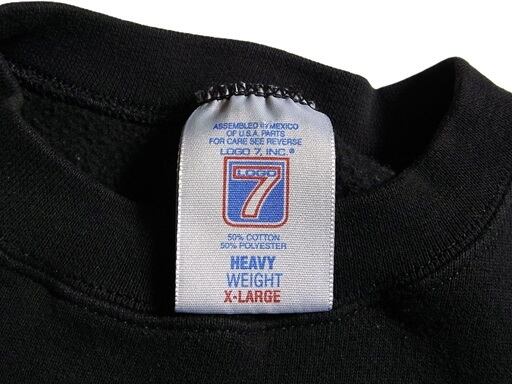 ASSEMBLED IN MEXICO
OF U.S.A. PARTS
FOR CARE SEE REVERSE
LOGO 7, INC.®
LOGO
7
50% COTTON
50% POLYESTER
HEAVY
WEIGHT
X-LARGE